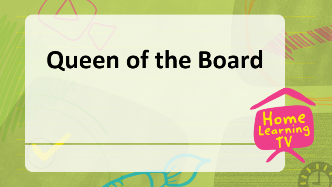 Queen of the Board
Home
Learning
TV